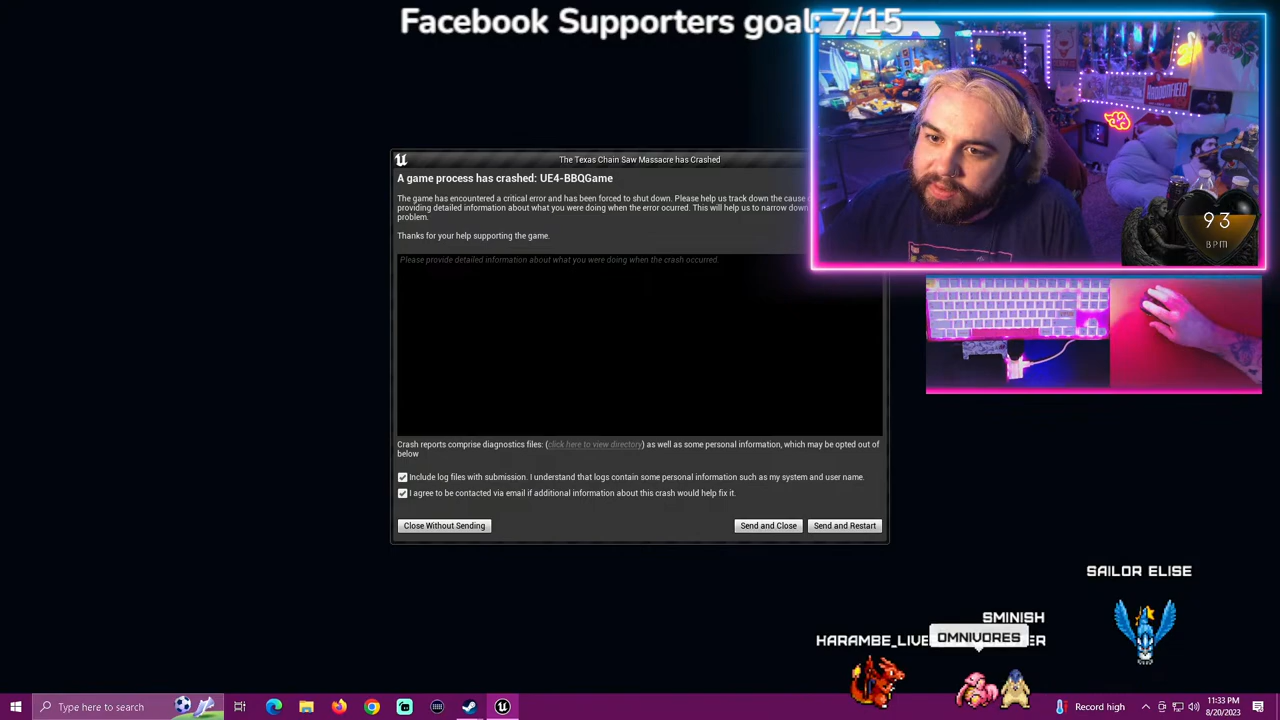 Facebook Supporters goal: 7/15
HADDONFIELD
The Texas Chain Saw Massacre has Crashed
A game process has crashed: UE4-BBQGame
The game has encountered a critical error and has been forced to shut down. Please help us track down the cause
providing detailed information about what you were doing when the error ocurred. This will help us to narrow down
problem.
Thanks for your help supporting the game.
93
BPM
Please provide detailed information about what you were doing when the crash occurred.
Crash reports comprise diagnostics files: (click here to view directory) as well as some personal information, which may be opted out of
below
Include log files with submission. I understand that logs contain some personal information such as my system and user name.
I agree to be contacted via email if additional information about this crash would help fix it.
Close Without Sending
Send and Close
Send and Restart
SAILOR ELISE
SMINISH
OMNIVORES
Type here to search
Record high
11:33 PM
8/20/2023